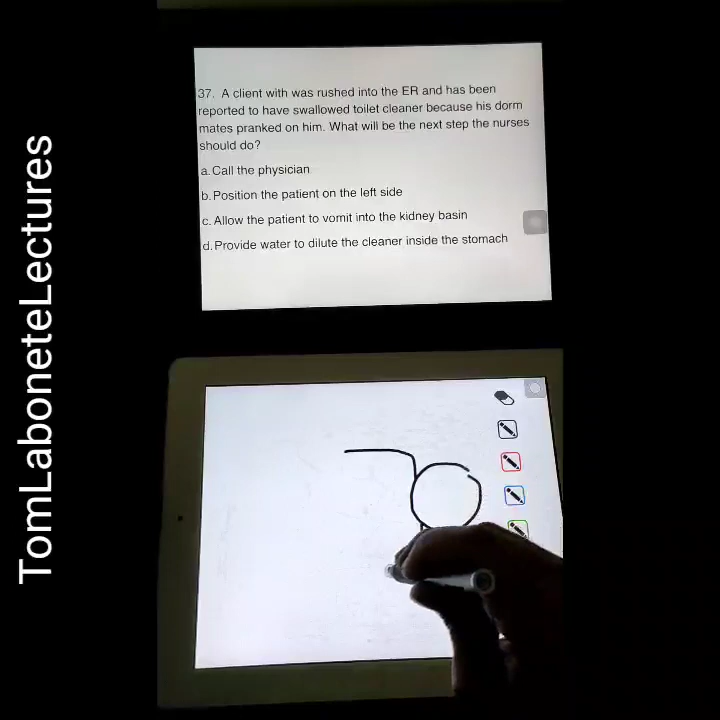 TomLaboneteLectures
37. A client with was rushed into the ER and has been
reported to have swallowed toilet cleaner because his dorm
mates pranked on him. What will be the next step the nurses
should do?
a. Call the physician
b. Position the patient on the left side
c. Allow the patient to vomit into the kidney basin
d. Provide water to dilute the cleaner inside the stomach